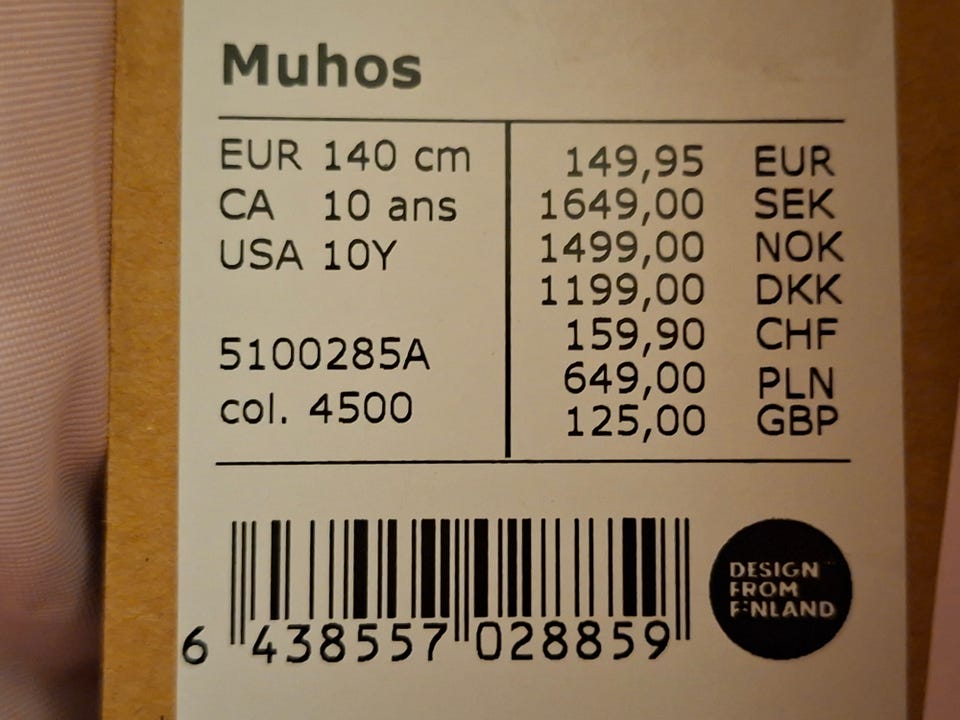 Muhos
EUR 140 cm
CA 10 ans
USA 10Y
5100285A
col. 4500
149,95 EUR
1649,00 SEK
1499,00 NOK
1199,00 DKK
159,90 CHF
649,00 PLN
125,00 GBP
6 438557 028859
DESIGN
FROM
FINLAND